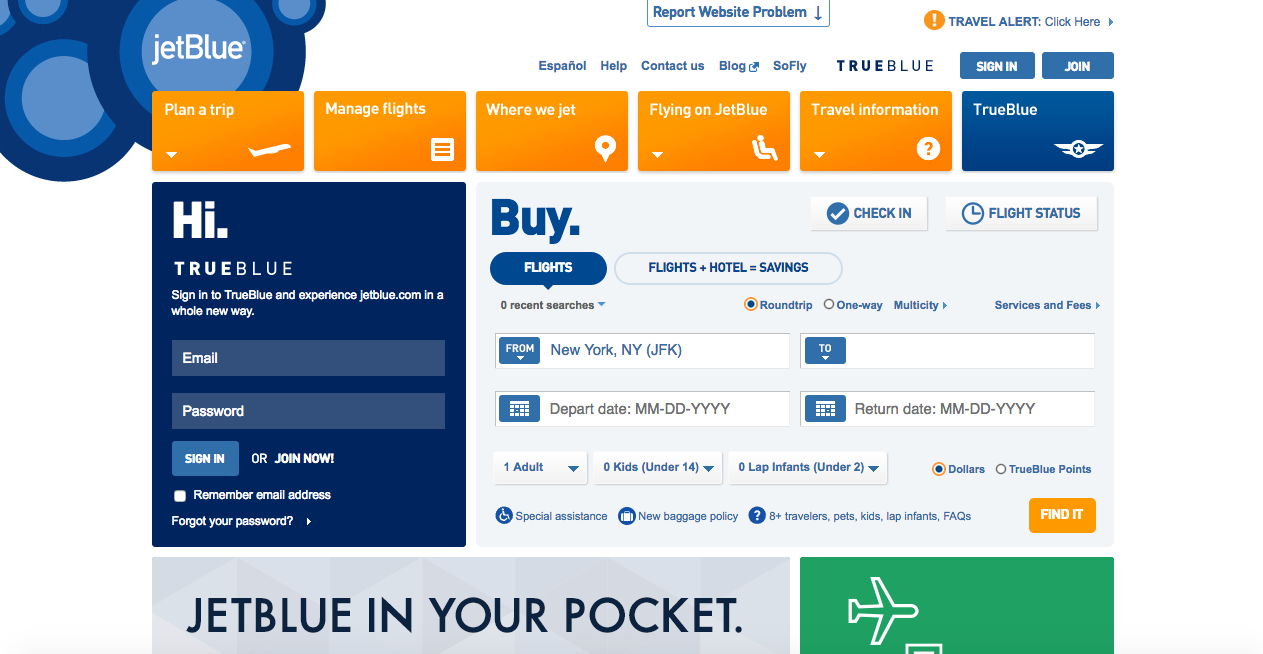 Report Website Problem ↓
TRAVEL ALERT: Click Here
jetBlue®
Español Help Contact us Blog SoFly TRUEBLUE SIGN IN JOIN
Plan a trip
Manage flights
Where we jet
Flying on JetBlue
Travel information
TrueBlue
Hi.
TRUEBLUE
Sign in to TrueBlue and experience jetblue.com in a
whole new way.
Email
Password
SIGN IN OR JOIN NOW!
Remember email address
Forgot your password?
Buy.
CHECK IN
FLIGHT STATUS
FLIGHTS
FLIGHTS + HOTEL = SAVINGS
0 recent searches
Roundtrip One-way Multicity
Services and Fees
FROM New York, NY (JFK)
TO
Depart date: MM-DD-YYYY
Return date: MM-DD-YYYY
1 Adult
0 Kids (Under 14)
0 Lap Infants (Under 2)
Dollars TrueBlue Points
Special assistance
New baggage policy
8+ travelers, pets, kids, lap infants, FAQs
FIND IT
JETBLUE IN YOUR POCKET.